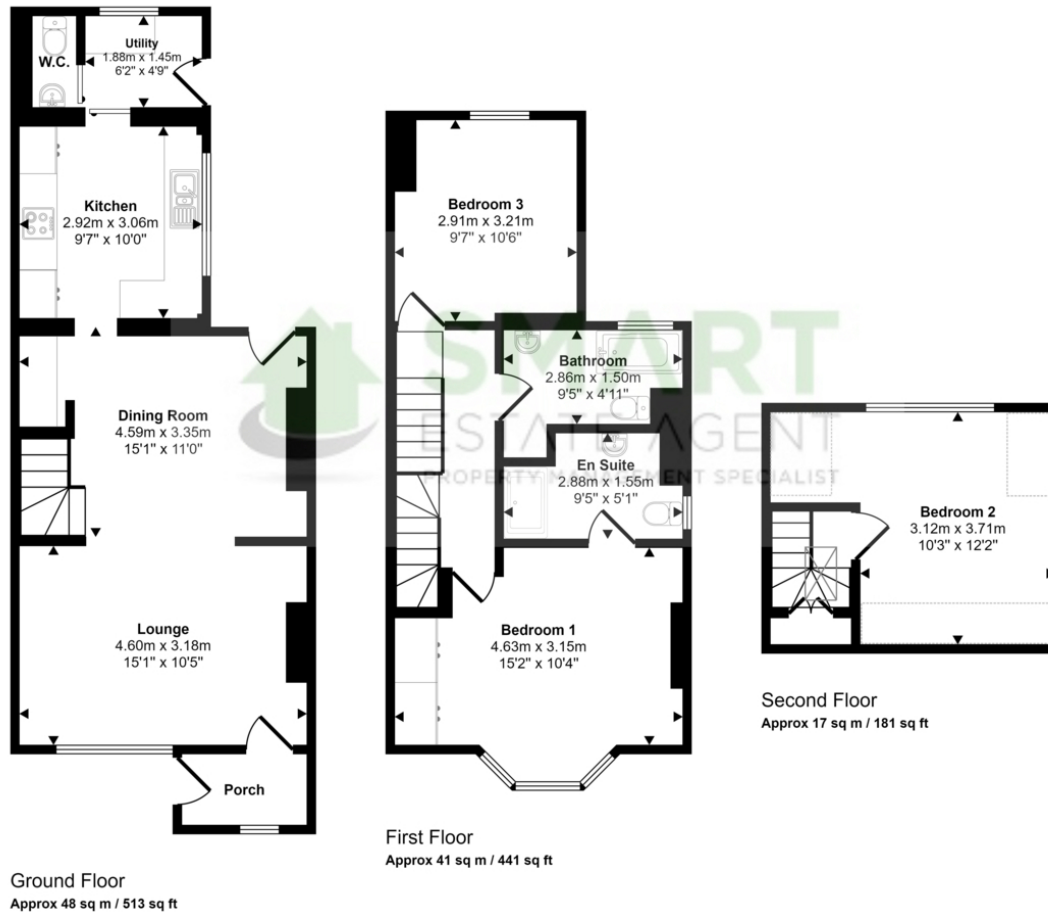 Utility
1.88m x 1.45m
6'2" x 4'9"
W.C.
Kitchen
2.92m x 3.06m
9'7" x 10'0"
Dining Room
4.59m x 3.35m
15'1" x 11'0"
Lounge
4.60m x 3.18m
15'1" x 10'5"
Porch
Ground Floor
Approx 48 sq m / 513 sq ft
Bedroom 3
2.91m x 3.21m
9'7" x 10'6"
Bathroom
2.86m x 1.50m
9'5" x 4'11"
En Suite
2.88m x 1.55m
9'5" x 5'1"
Bedroom 1
4.63m x 3.15m
15'2" x 10'4"
First Floor
Approx 41 sq m / 441 sq ft
Bedroom 2
3.12m x 3.71m
10'3" x 12'2"
Second Floor
Approx 17 sq m / 181 sq ft
SMART
ESTATE AGENT
PROPERTY MANAGEMENT SPECIALIST